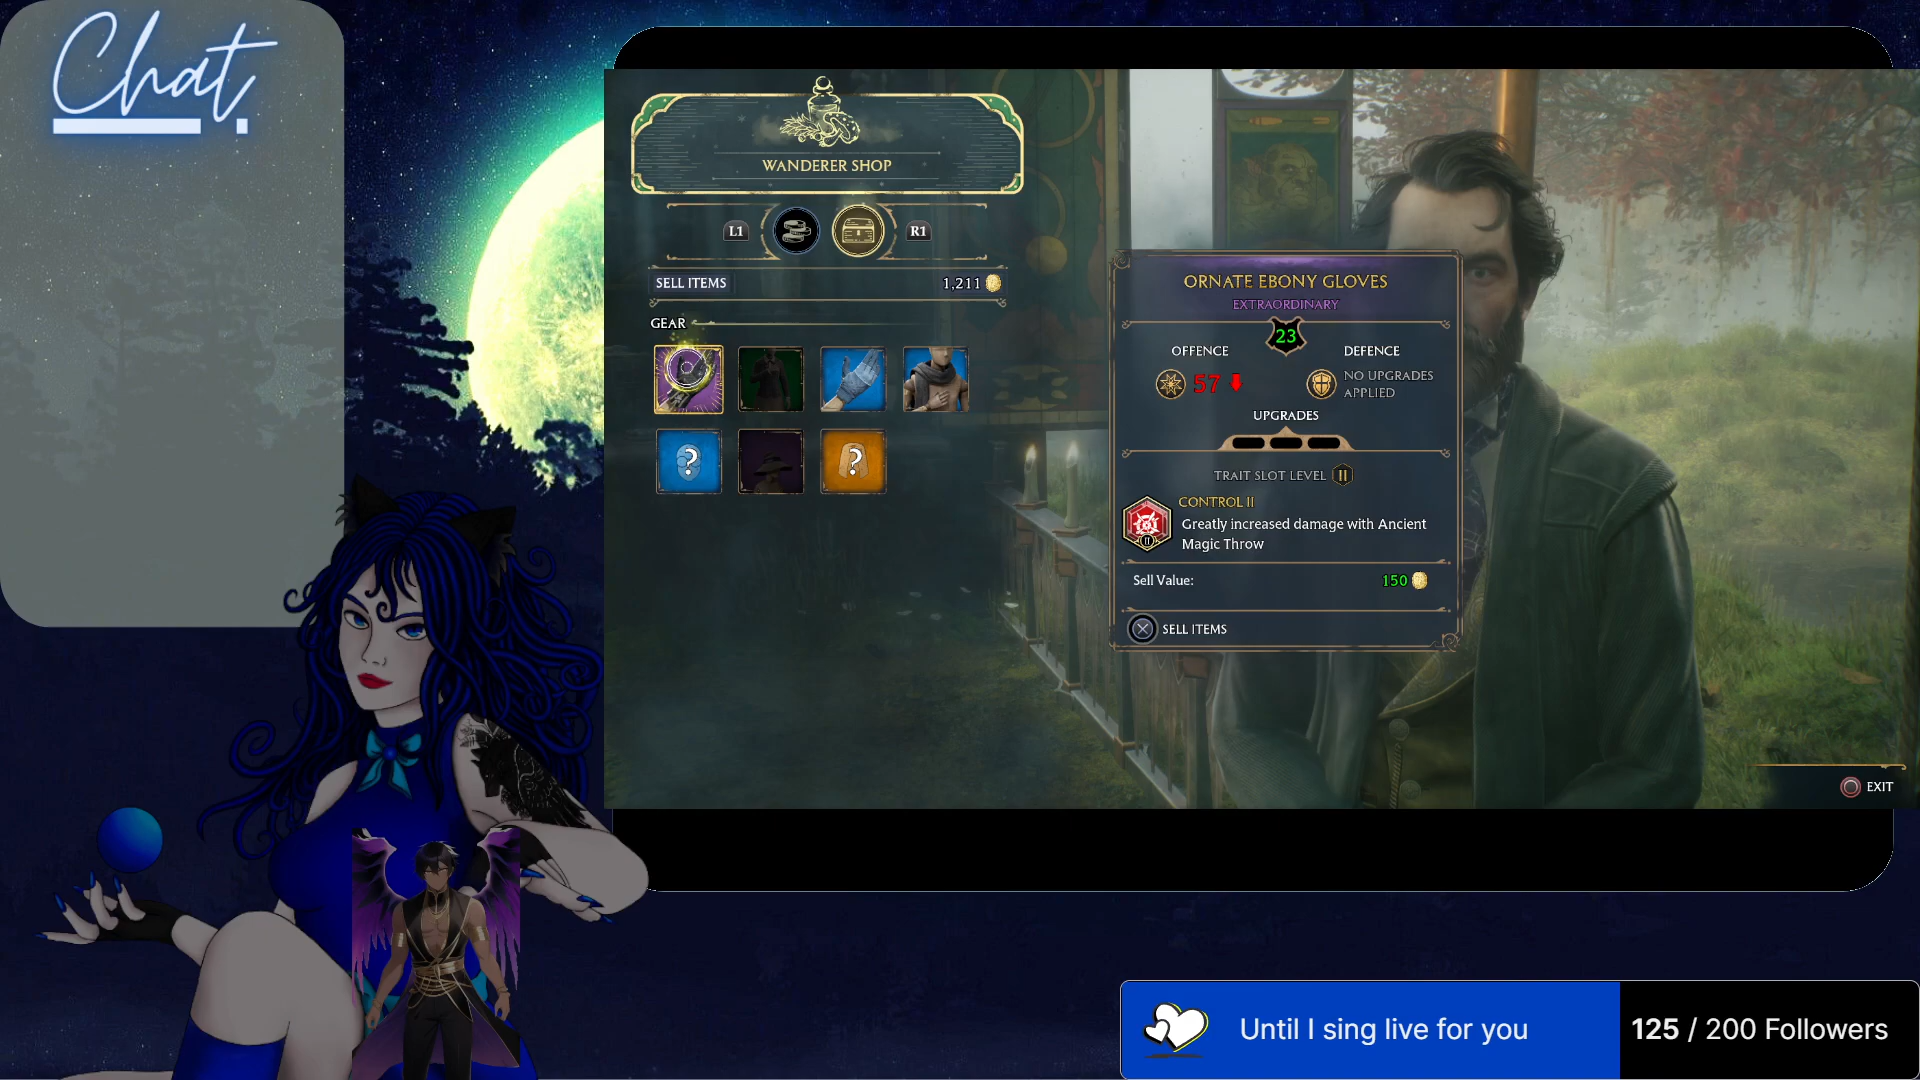 Chat
WANDERER SHOP
L1
R1
SELL ITEMS
1,211
GEAR
?
?
ORNATE EBONY GLOVES
EXTRAORDINARY
23
OFFENCE
DEFENCE
57
NO UPGRADES
APPLIED
UPGRADES
TRAIT SLOT LEVEL II
CONTROL II
II
Greatly increased damage with Ancient
Magic Throw
Sell Value:
150
SELL ITEMS
EXIT
Until I sing live for you
125 / 200 Followers